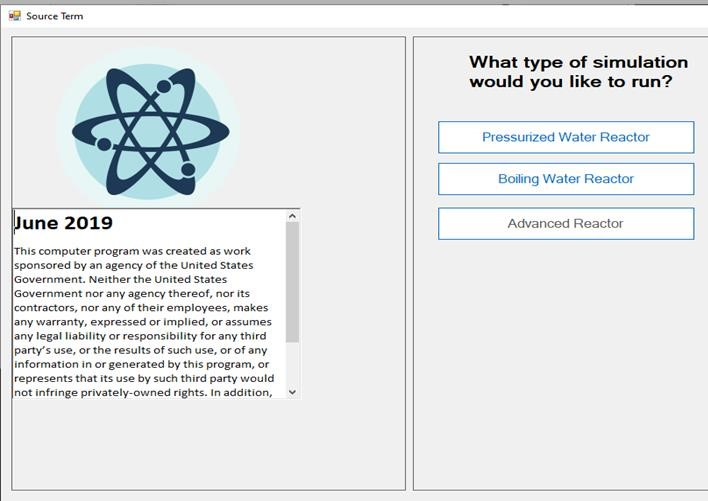 Source Term
June 2019
This computer program was created as work
sponsored by an agency of the United States
Government. Neither the United States
Government nor any agency thereof, nor its
contractors, nor any of their employees, makes
any warranty, expressed or implied, or assumes
any legal liability or responsibility for any third
party's use, or the results of such use, or of any
information in or generated by this program, or
represents that its use by such third party would
not infringe privately-owned rights. In addition,
What type of simulation
would you like to run?
Pressurized Water Reactor
Boiling Water Reactor
Advanced Reactor